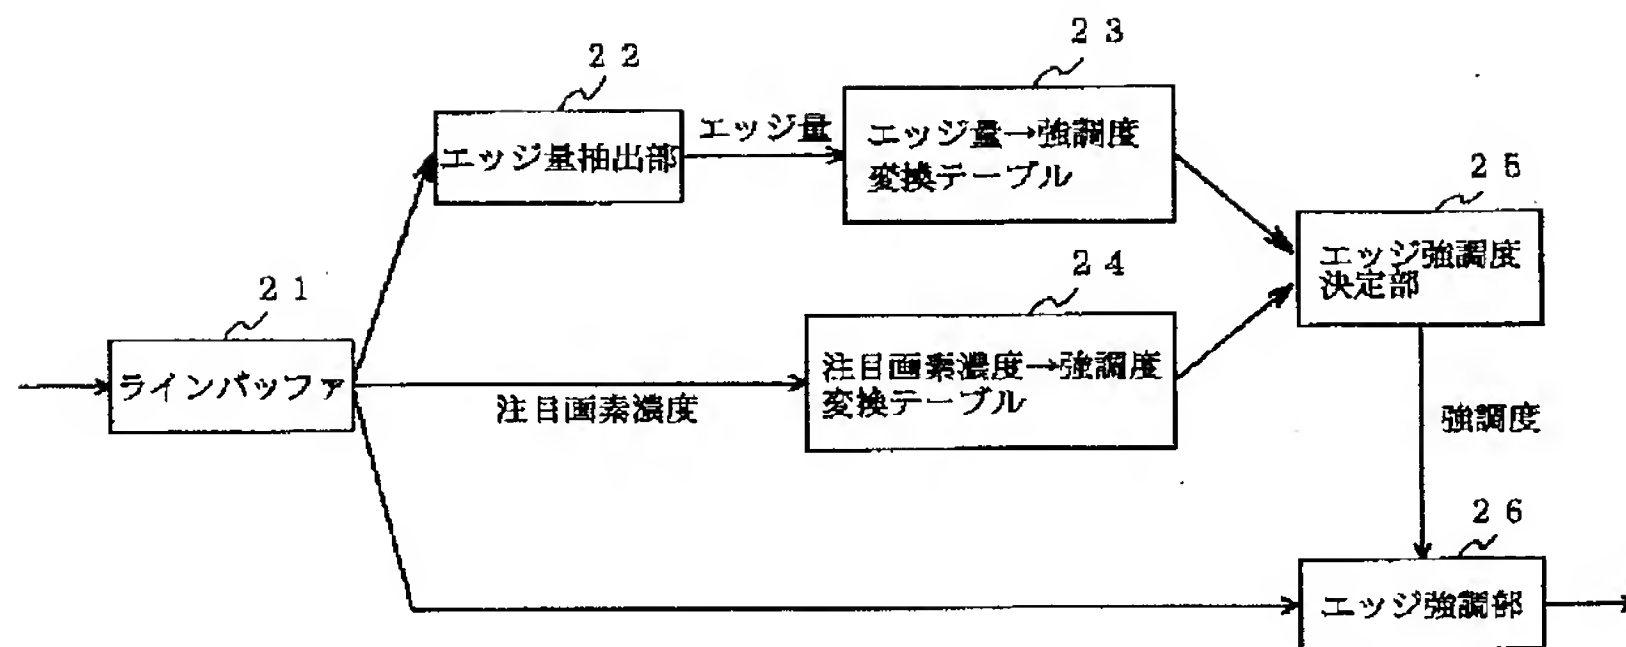 ２３
２２
エッジ量
エッジ量→強調度
変換テーブル
エッジ量抽出部
２５
エッジ強調度
決定部
２４
２１
注目画素濃度→強調度
変換テーブル
ラインバッファ
注目画素濃度
強調度
２６
エッジ強調部